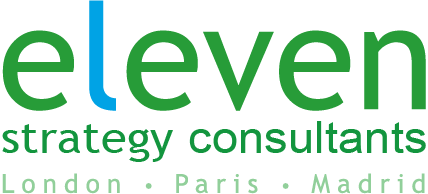 eleven
strategy consultants
London • Paris • Madrid